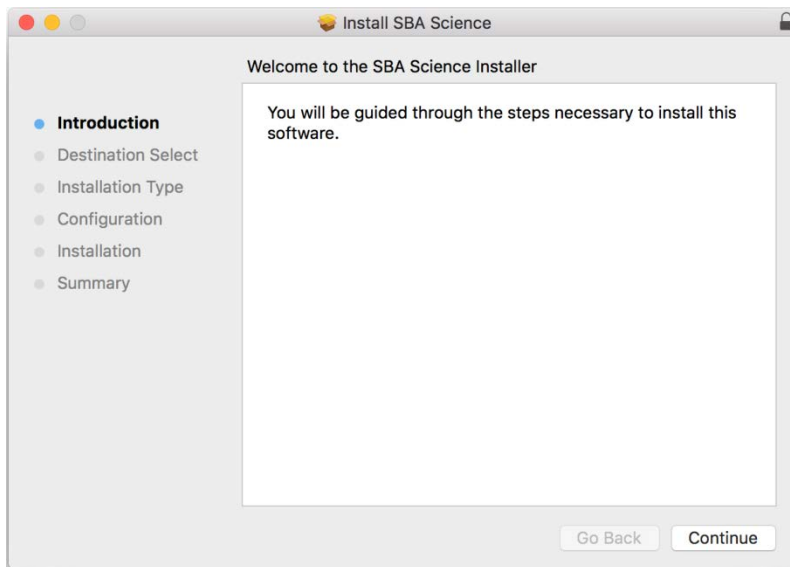 Install SBA Science
Welcome to the SBA Science Installer
Introduction
Destination Select
Installation Type
Configuration
Installation
Summary
You will be guided through the steps necessary to install this
software.
Go Back
Continue